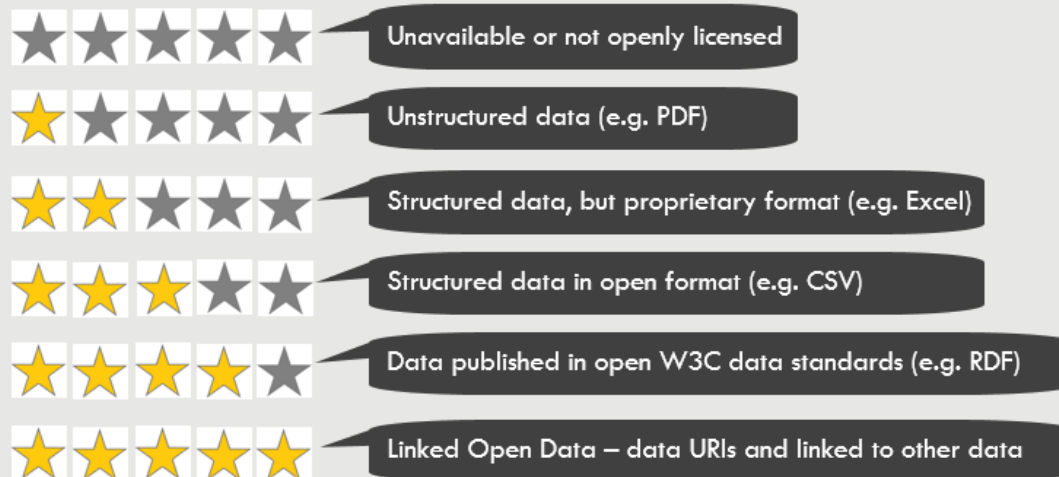 Unavailable or not openly licensed
Unstructured data (e.g. PDF)
Structured data, but proprietary format (e.g. Excel)
Structured data in open format (e.g. CSV)
Data published in open W3C data standards (e.g. RDF)
Linked Open Data – data URIs and linked to other data